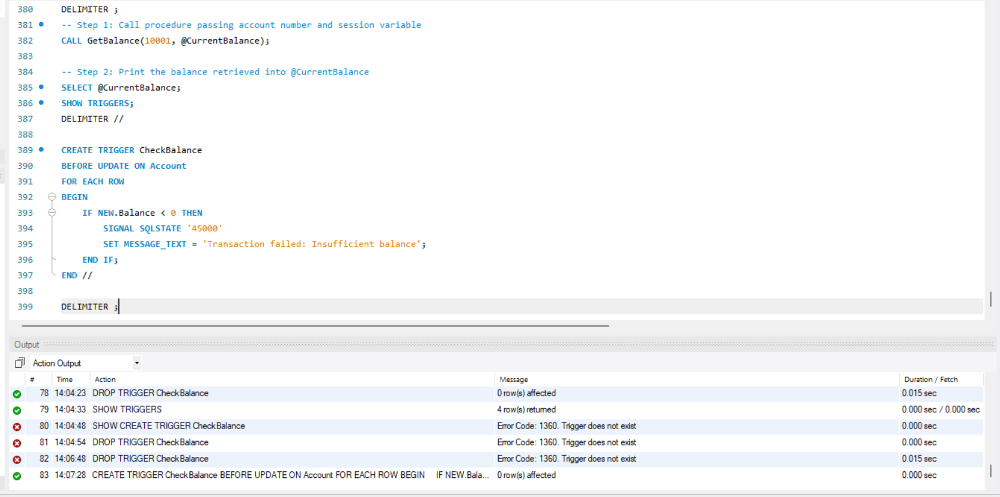 380 DELIMITER ;
381 -- Step 1: Call procedure passing account number and session variable
382 CALL GetBalance(10001, @CurrentBalance);
383
384 -- Step 2: Print the balance retrieved into @CurrentBalance
385 SELECT @CurrentBalance;
386 SHOW TRIGGERS;
387 DELIMITER //
388
389 CREATE TRIGGER CheckBalance
390 BEFORE UPDATE ON Account
391 FOR EACH ROW
392 BEGIN
393 IF NEW.Balance < 0 THEN
394 SIGNAL SQLSTATE '45000'
395 SET MESSAGE_TEXT = 'Transaction failed: Insufficient balance';
396 END IF;
397 END //
398
399 DELIMITER ;
Output
Action Output
# Time Action Message Duration / Fetch
78 14:04:23 DROP TRIGGER CheckBalance 0 row(s) affected 0.015 sec
79 14:04:33 SHOW TRIGGERS 4 row(s) returned 0.000 sec / 0.000 sec
80 14:04:48 SHOW CREATE TRIGGER CheckBalance Error Code: 1360. Trigger does not exist 0.000 sec
81 14:04:54 DROP TRIGGER CheckBalance Error Code: 1360. Trigger does not exist 0.000 sec
82 14:06:48 DROP TRIGGER CheckBalance Error Code: 1360. Trigger does not exist 0.015 sec
83 14:07:28 CREATE TRIGGER CheckBalance BEFORE UPDATE ON Account FOR EACH ROW BEGIN IF NEW.Bala... 0 row(s) affected 0.000 sec